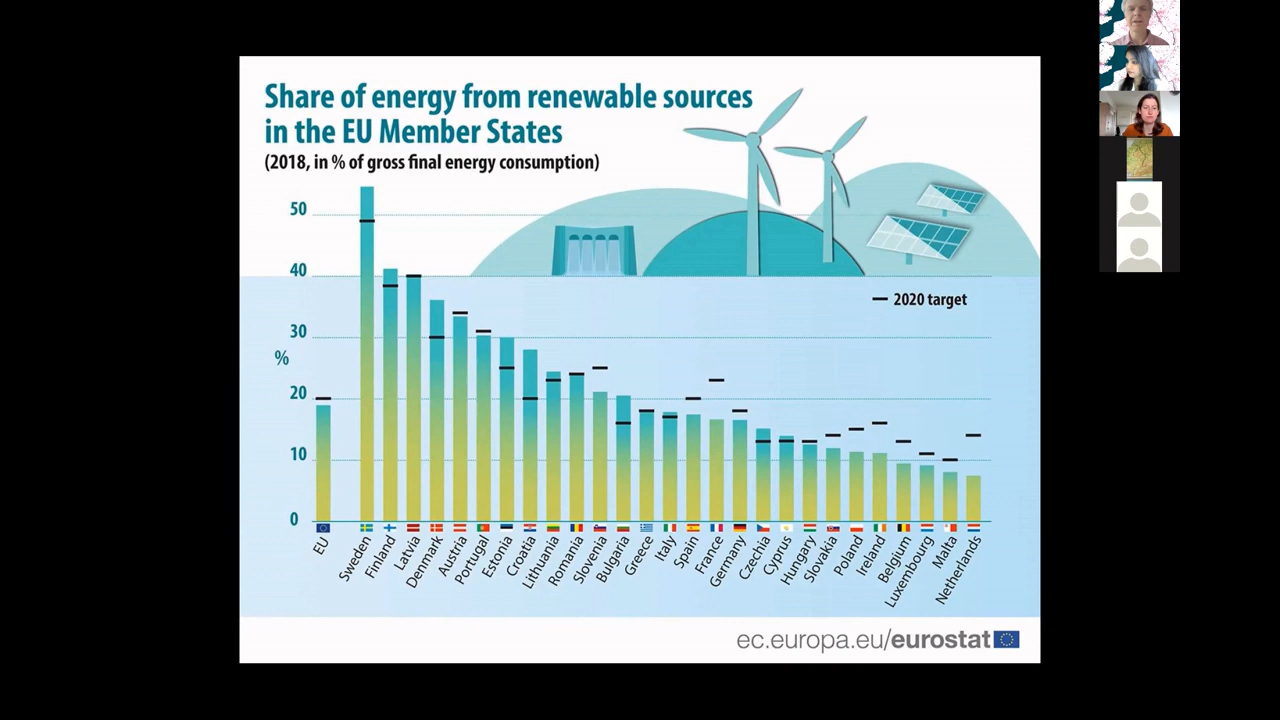 Share of energy from renewable sources
in the EU Member States
(2018, in % of gross final energy consumption)
50
40
2020 target
30
%
20
10
0
EU
Sweden
Finland
Latvia
Denmark
Austria
Portugal
Estonia
Croatia
Lithuania
Romania
Slovenia
Bulgaria
Greece
Italy
Spain
France
Germany
Czechia
Cyprus
Hungary
Slovakia
Poland
Ireland
Belgium
Luxembourg
Malta
Netherlands
ec.europa.eu/eurostat